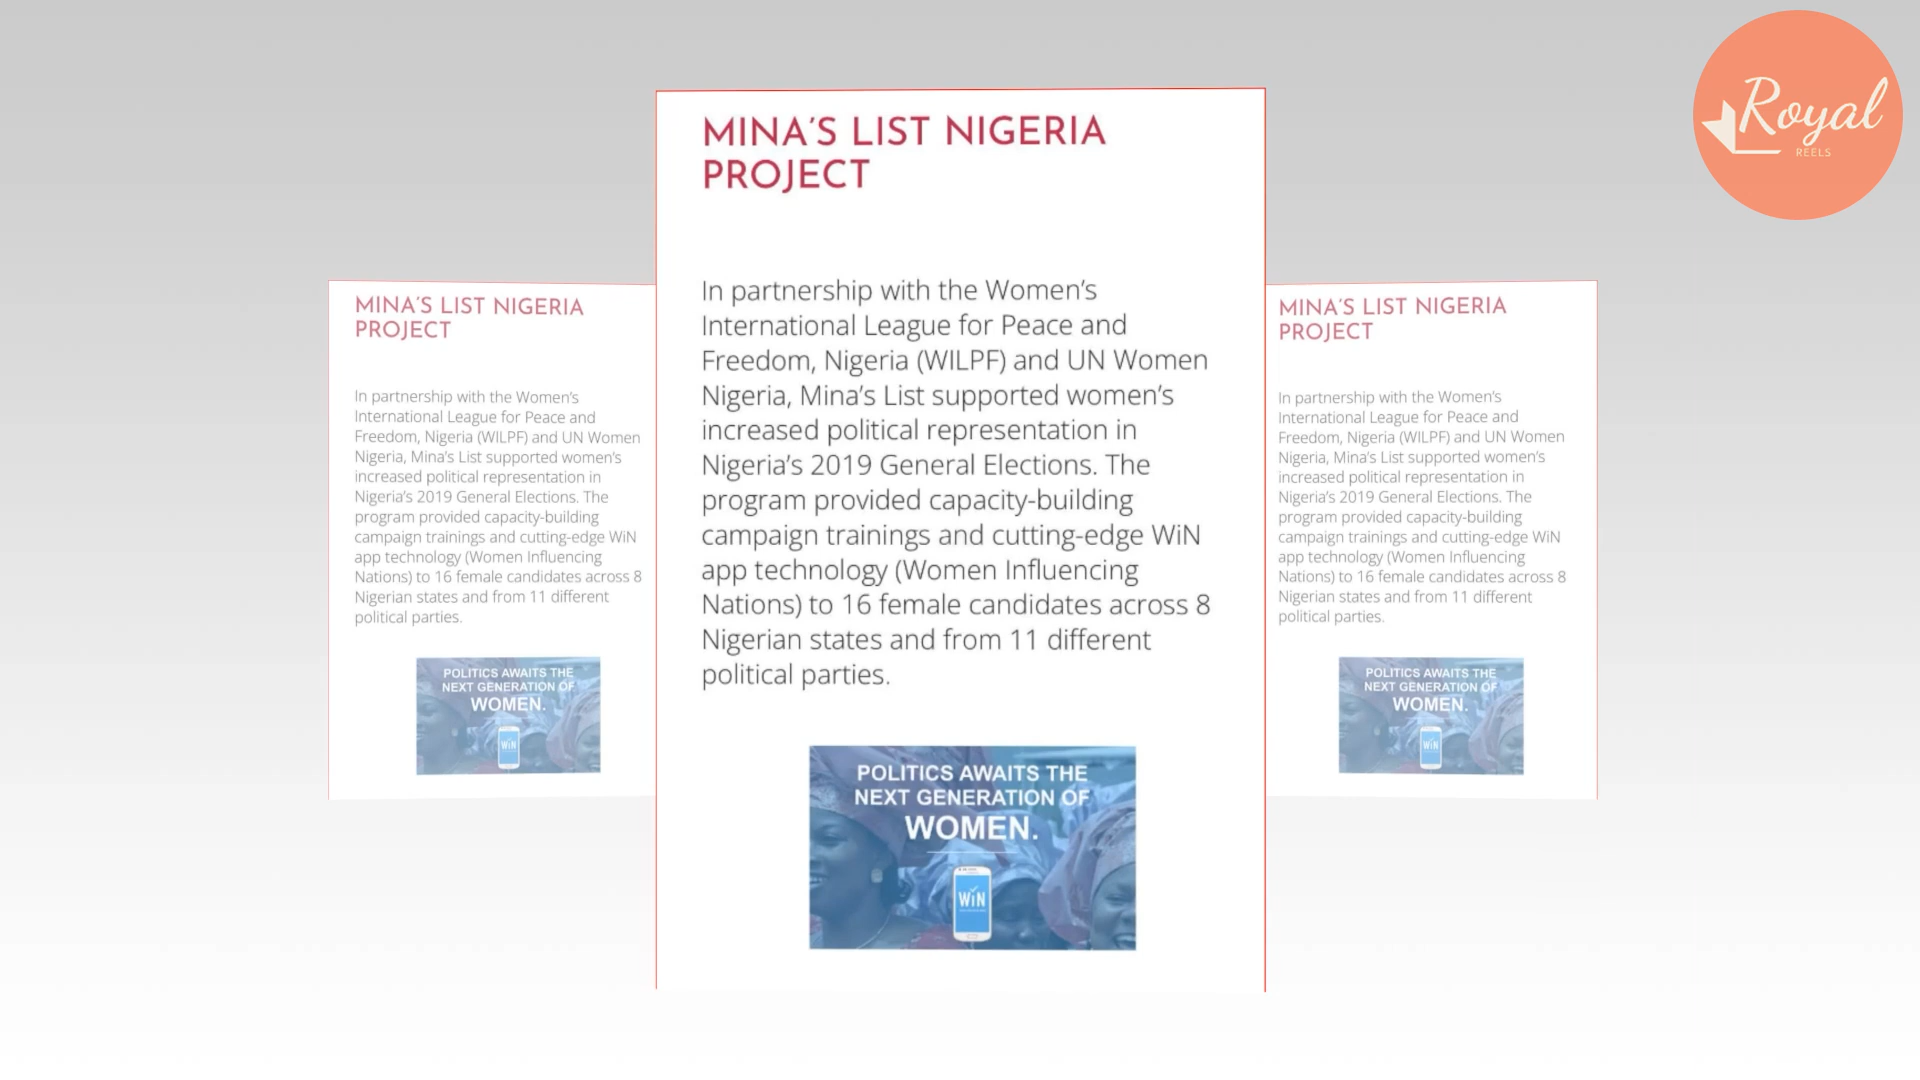 Royal
REELS
MINA'S LIST NIGERIA
PROJECT
In partnership with the Women's
International League for Peace and
Freedom, Nigeria (WILPF) and UN Women
Nigeria, Mina's List supported women's
increased political representation in
Nigeria's 2019 General Elections. The
program provided capacity-building
campaign trainings and cutting-edge WiN
app technology (Women Influencing
Nations) to 16 female candidates across 8
Nigerian states and from 11 different
political parties.
POLITICS AWAITS THE
NEXT GENERATION OF
WOMEN.
WiN
MINA'S LIST NIGERIA
PROJECT
In partnership with the Women's
International League for Peace and
Freedom, Nigeria (WILPF) and UN Women
Nigeria, Mina's List supported women's
increased political representation in
Nigeria's 2019 General Elections. The
program provided capacity-building
campaign trainings and cutting-edge WiN
app technology (Women Influencing
Nations) to 16 female candidates across 8
Nigerian states and from 11 different
political parties.
POLITICS AWAITS THE
NEXT GENERATION OF
WOMEN.
WiN
MINA'S LIST NIGERIA
PROJECT
In partnership with the Women's
International League for Peace and
Freedom, Nigeria (WILPF) and UN Women
Nigeria, Mina's List supported women's
increased political representation in
Nigeria's 2019 General Elections. The
program provided capacity-building
campaign trainings and cutting-edge WiN
app technology (Women Influencing
Nations) to 16 female candidates across 8
Nigerian states and from 11 different
political parties.
POLITICS AWAITS THE
NEXT GENERATION OF
WOMEN.
WiN